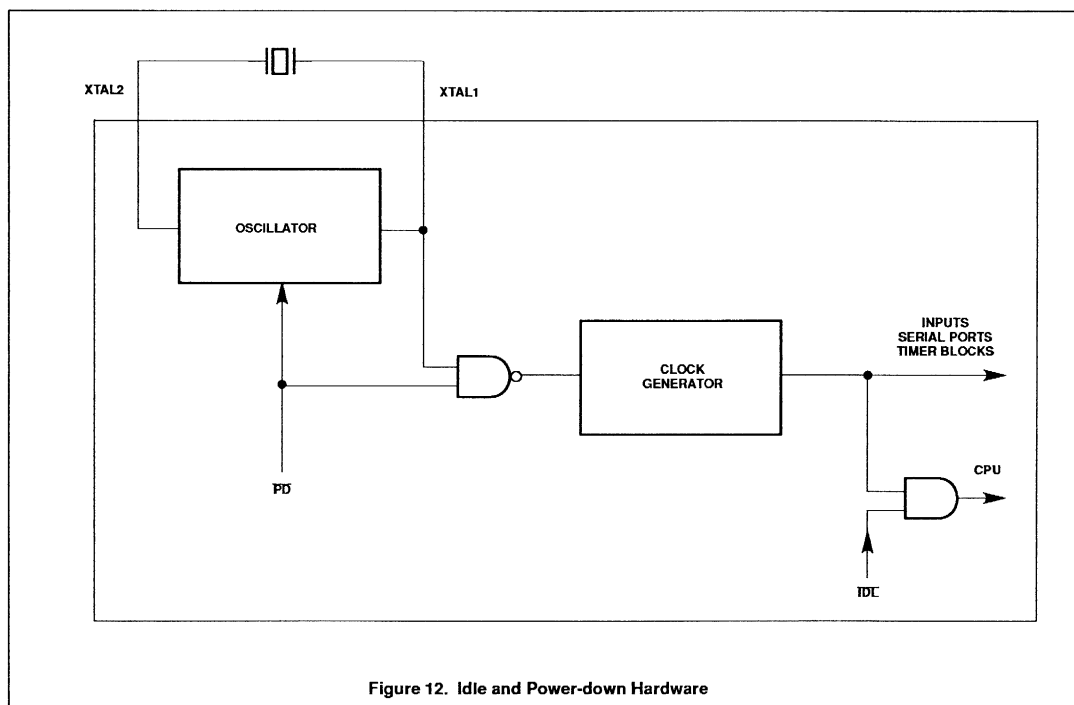 XTAL2
XTAL1
OSCILLATOR
INPUTS
SERIAL PORTS
TIMER BLOCKS
CLOCK
GENERATOR
CPU
PD
IDL
Figure 12. Idle and Power-down Hardware